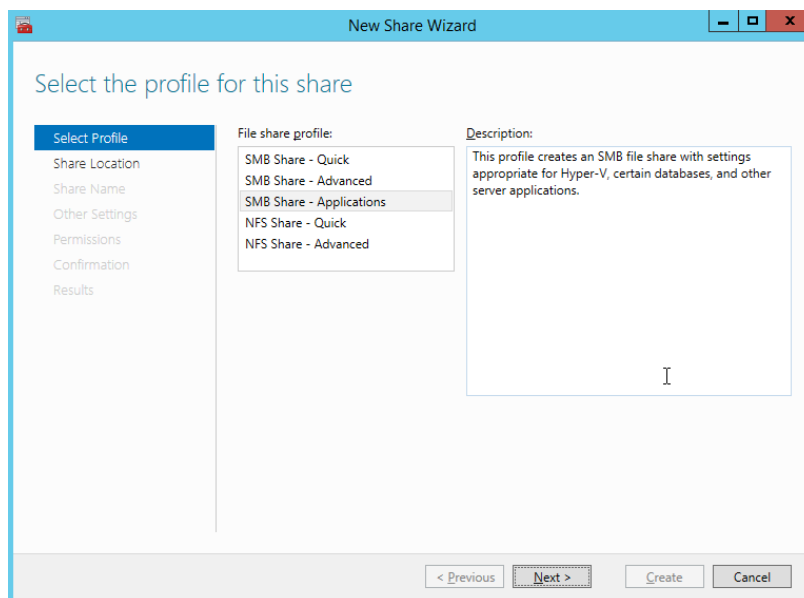 New Share Wizard
Select the profile for this share
Select Profile
Share Location
Share Name
Other Settings
Permissions
Confirmation
Results
File share profile:
SMB Share - Quick
SMB Share - Advanced
SMB Share - Applications
NFS Share - Quick
NFS Share - Advanced
Description:
This profile creates an SMB file share with settings
appropriate for Hyper-V, certain databases, and other
server applications.
< Previous
Next >
Create
Cancel